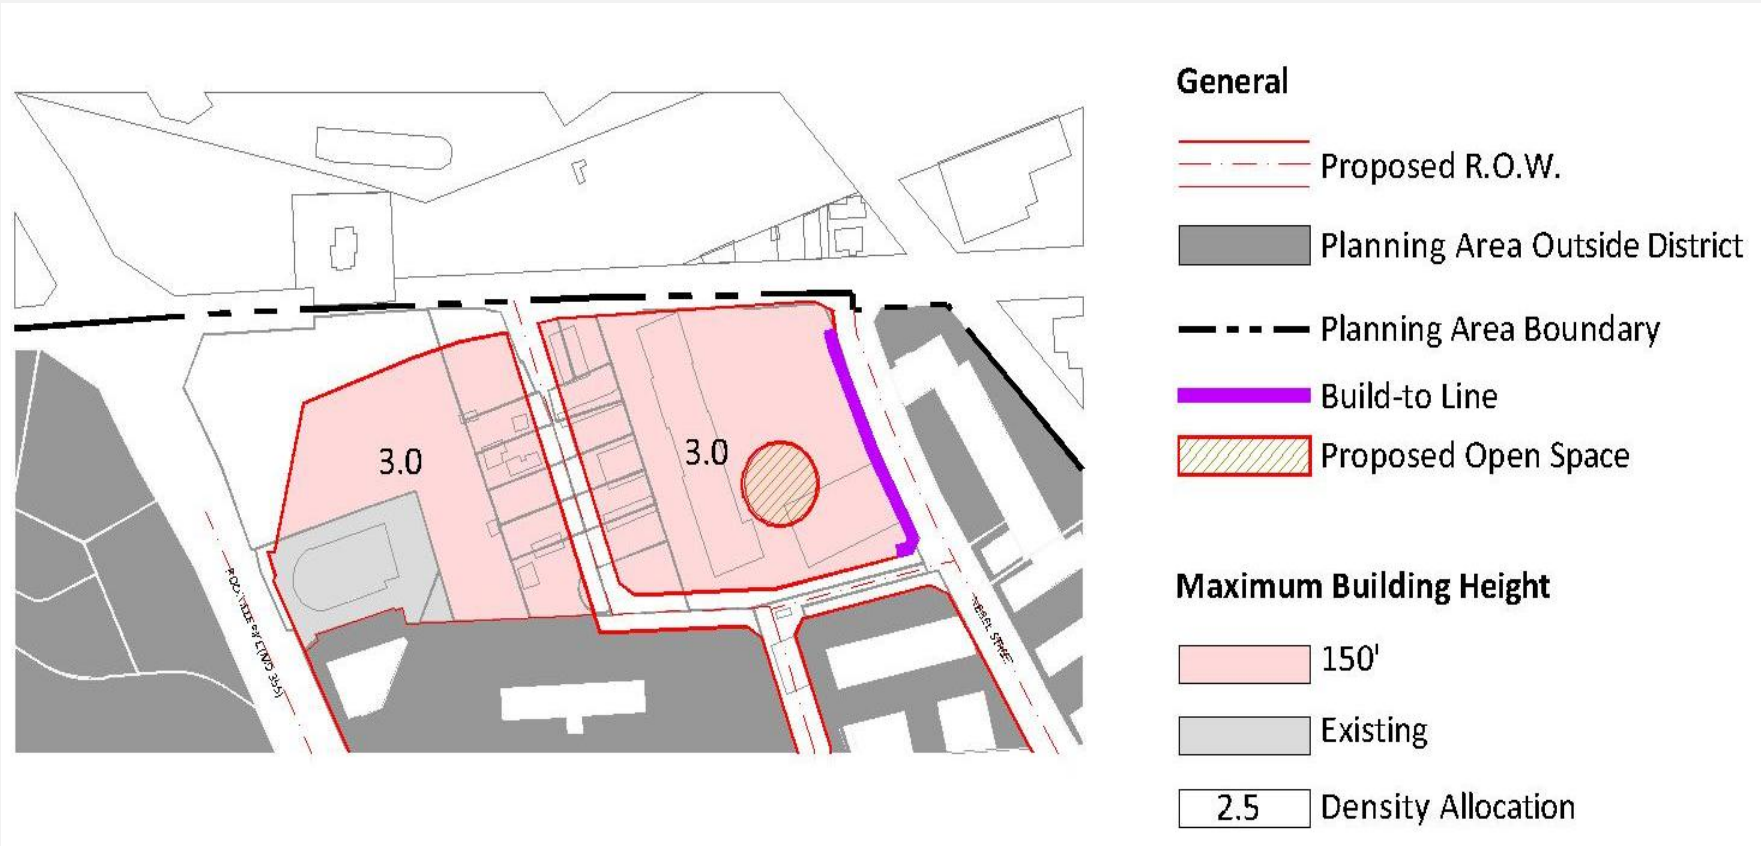 General
Proposed R.O.W.
Planning Area Outside District
Planning Area Boundary
Build-to Line
Proposed Open Space
Maximum Building Height
150'
Existing
2.5
Density Allocation
3.0
3.0
STREET